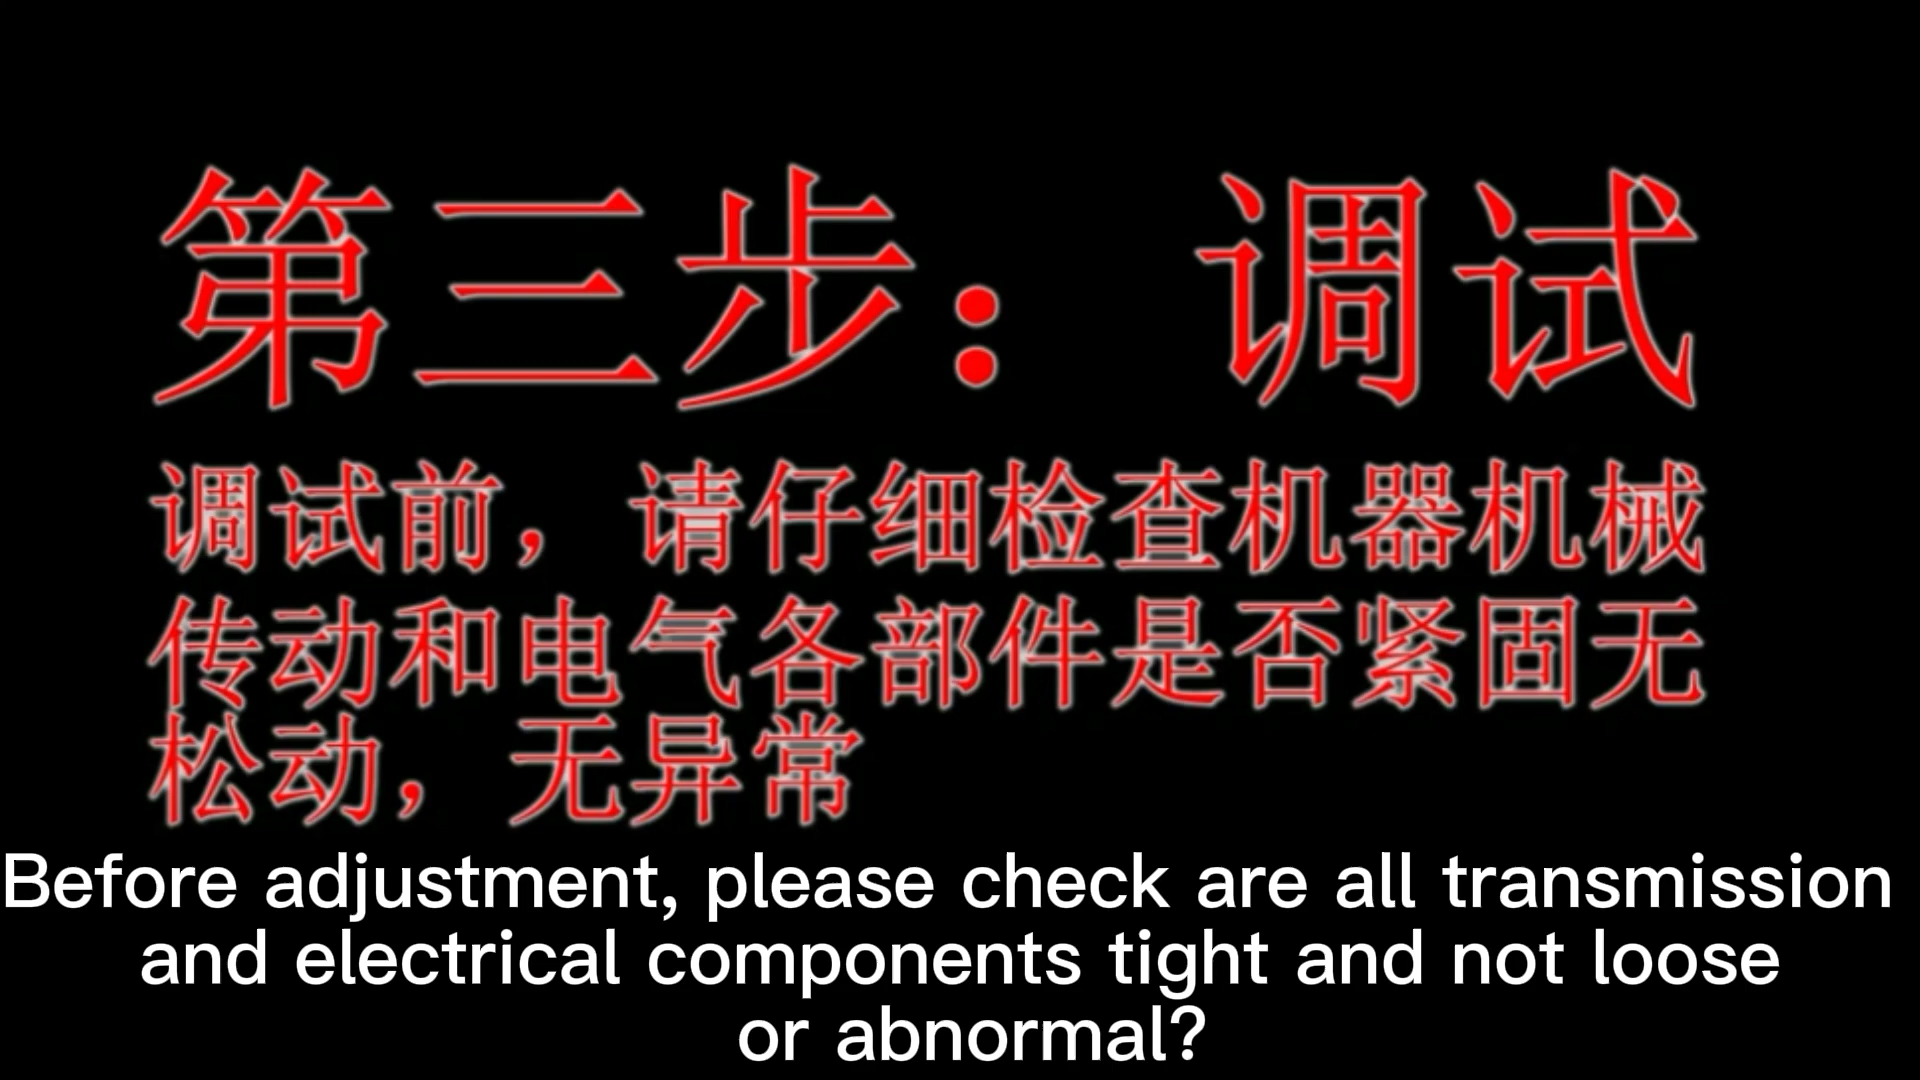 第三步：调试
调试前，请仔细检查机器机械
传动和电气各部件是否紧固无
松动，无异常
Before adjustment, please check are all transmission
and electrical components tight and not loose
or abnormal?